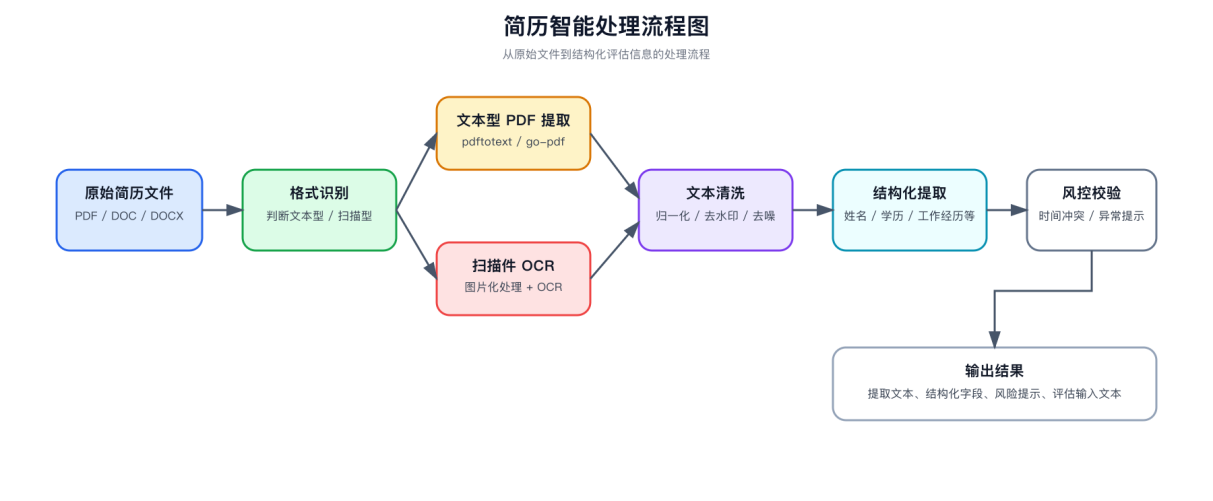 简历智能处理流程图
从原始文件到结构化评估信息的处理流程
原始简历文件
PDF / DOC / DOCX
格式识别
判断文本型 / 扫描型
文本型 PDF 提取
pdftotext / go-pdf
扫描件 OCR
图片化处理 + OCR
文本清洗
归一化 / 去水印 / 去噪
结构化提取
姓名 / 学历 / 工作经历等
风控校验
时间冲突 / 异常提示
输出结果
提取文本、结构化字段、风险提示、评估输入文本